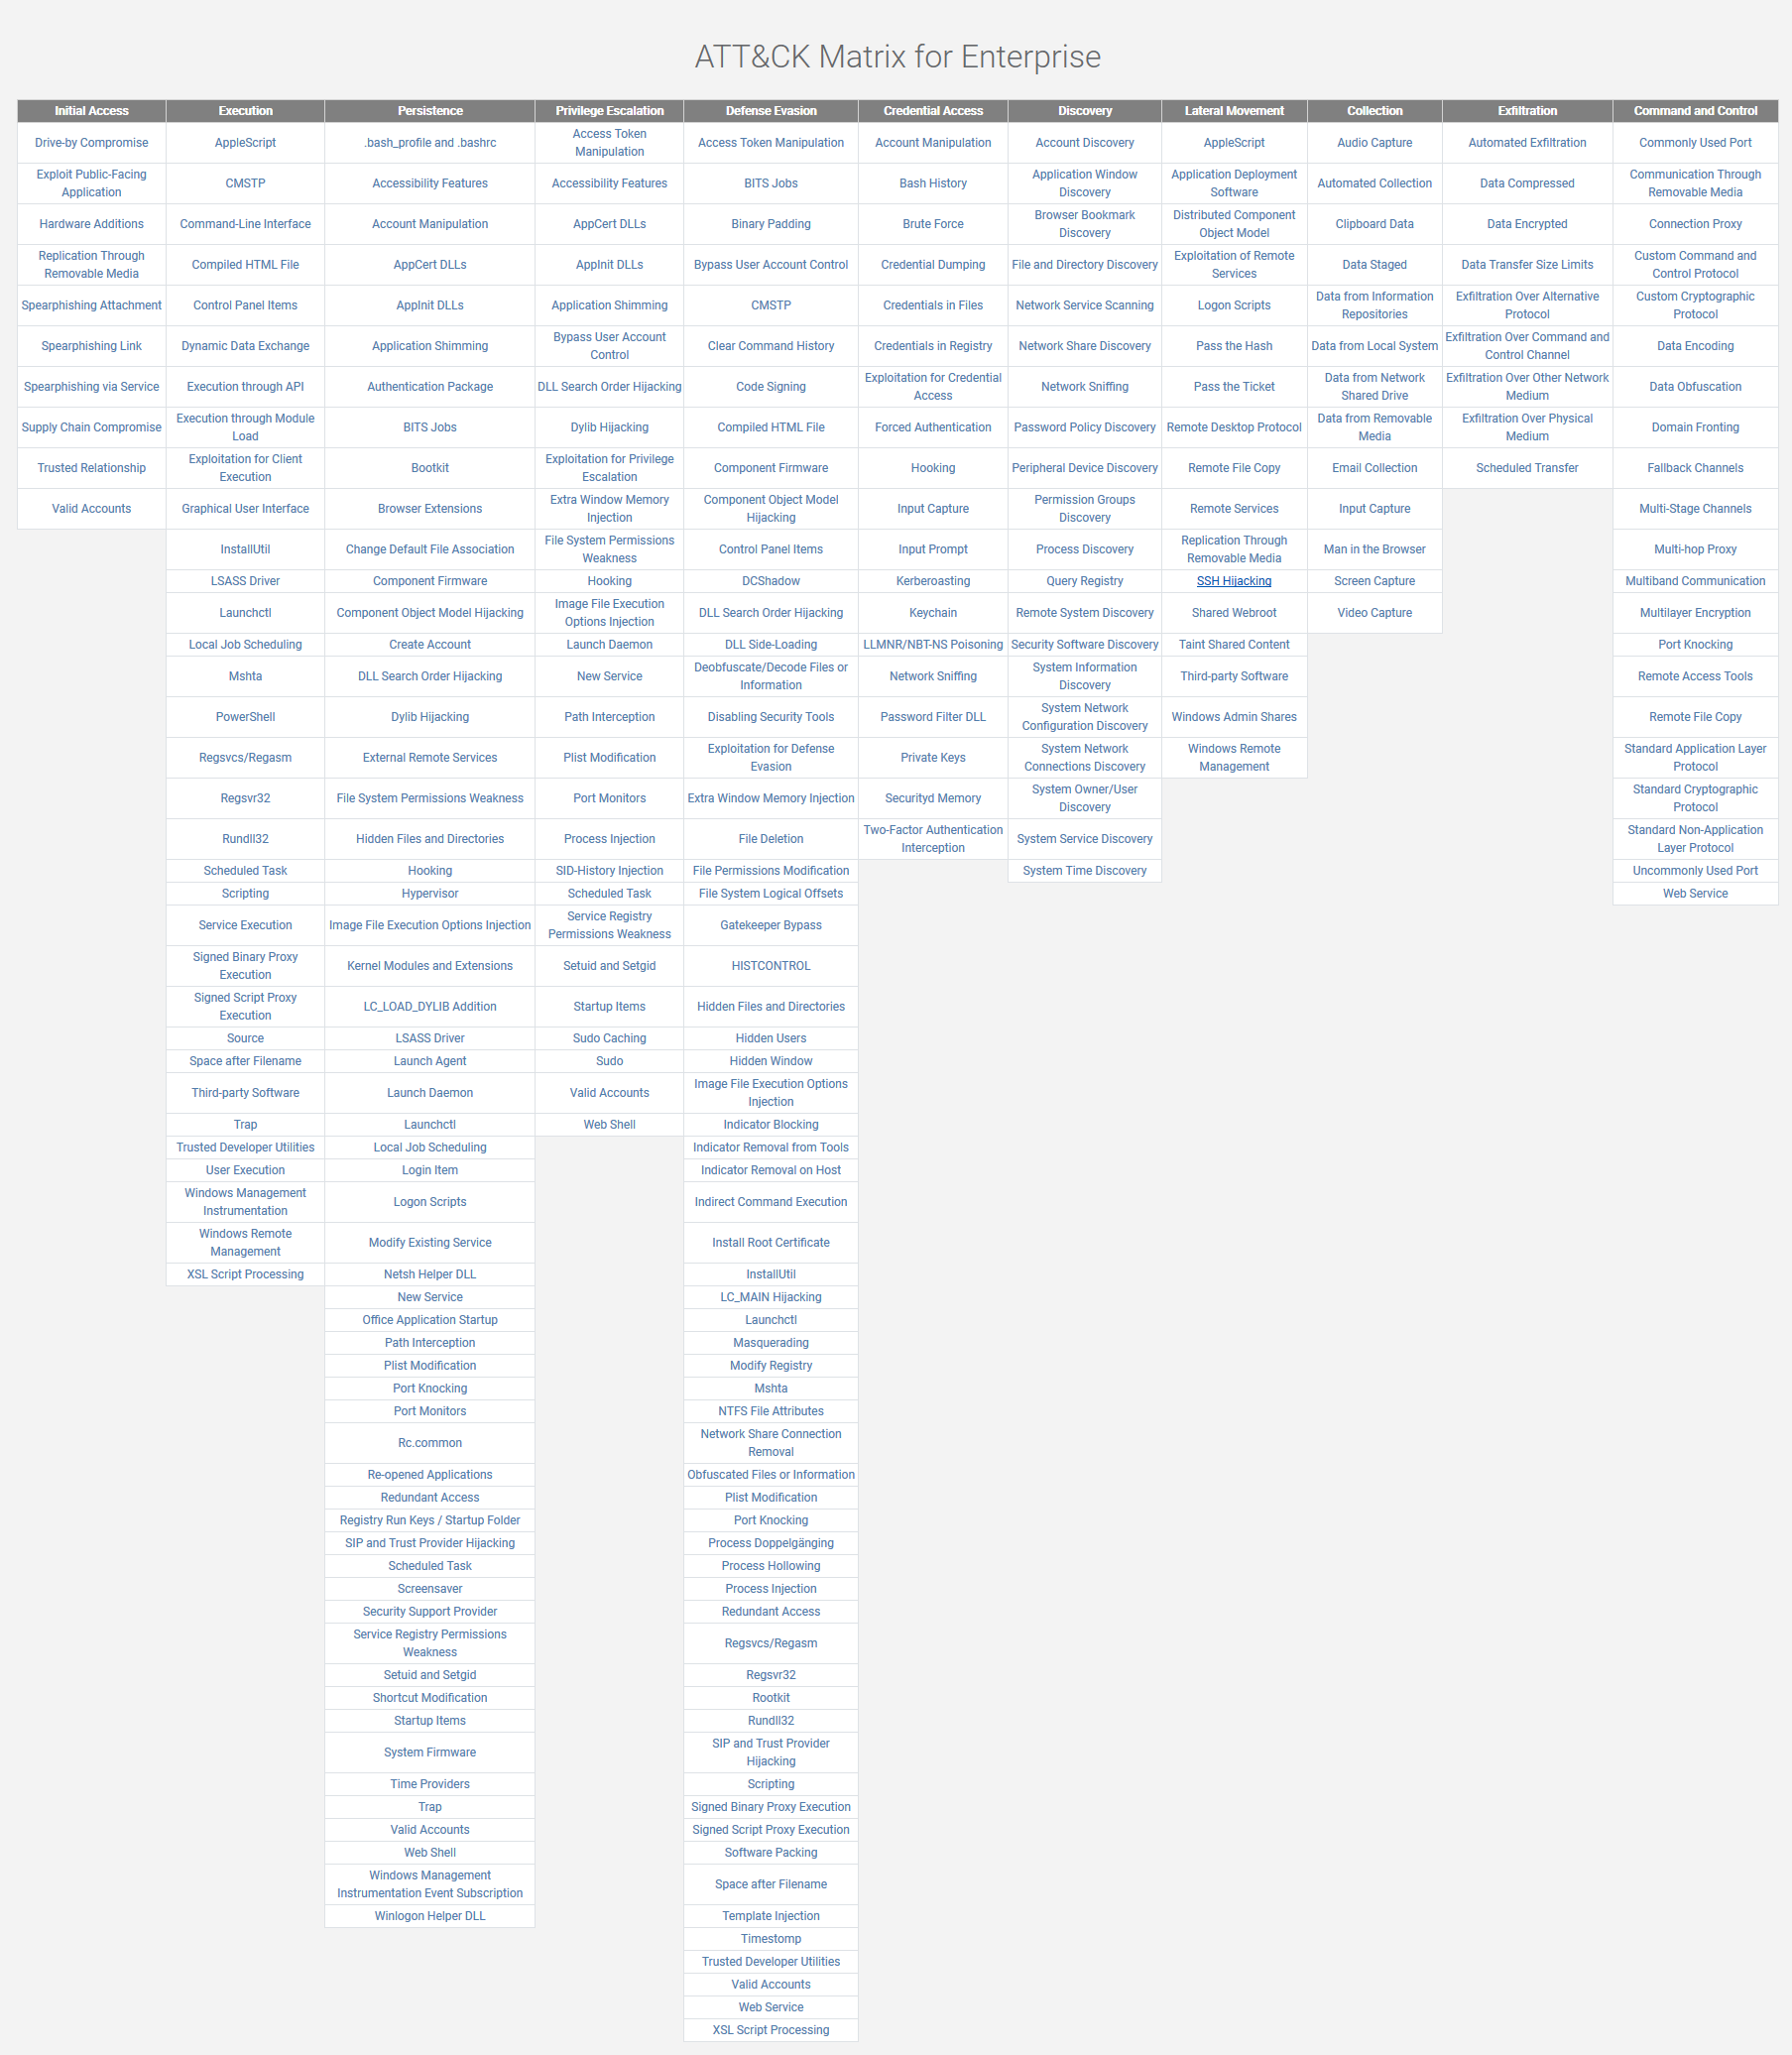 ATT&CK Matrix for Enterprise
Initial Access
Drive-by Compromise
Exploit Public-Facing
Application
Hardware Additions
Replication Through
Removable Media
Spearphishing Attachment
Spearphishing Link
Spearphishing via Service
Supply Chain Compromise
Trusted Relationship
Valid Accounts
Execution
AppleScript
CMSTP
Command-Line Interface
Compiled HTML File
Control Panel Items
Dynamic Data Exchange
Execution through API
Execution through Module
Load
Exploitation for Client
Execution
Graphical User Interface
InstallUtil
LSASS Driver
Launchctl
Local Job Scheduling
Mshta
PowerShell
Regsvcs/Regasm
Regsvr32
Rundll32
Scheduled Task
Scripting
Service Execution
Signed Binary Proxy
Execution
Signed Script Proxy
Execution
Source
Space after Filename
Third-party Software
Trap
Trusted Developer Utilities
User Execution
Windows Management
Instrumentation
Windows Remote
Management
XSL Script Processing
Persistence
.bash_profile and .bashrc
Accessibility Features
Account Manipulation
AppCert DLLs
AppInit DLLs
Application Shimming
Authentication Package
BITS Jobs
Bootkit
Browser Extensions
Change Default File Association
Component Firmware
Component Object Model Hijacking
Create Account
DLL Search Order Hijacking
Dylib Hijacking
External Remote Services
File System Permissions Weakness
Hidden Files and Directories
Hooking
Hypervisor
Image File Execution Options Injection
Kernel Modules and Extensions
LC_LOAD_DYLIB Addition
LSASS Driver
Launch Agent
Launch Daemon
Launchctl
Local Job Scheduling
Login Item
Logon Scripts
Modify Existing Service
Netsh Helper DLL
New Service
Office Application Startup
Path Interception
Plist Modification
Port Knocking
Port Monitors
Rc.common
Re-opened Applications
Redundant Access
Registry Run Keys / Startup Folder
SIP and Trust Provider Hijacking
Scheduled Task
Screensaver
Security Support Provider
Service Registry Permissions
Weakness
Setuid and Setgid
Shortcut Modification
Startup Items
System Firmware
Time Providers
Trap
Valid Accounts
Web Shell
Windows Management
Instrumentation Event Subscription
Winlogon Helper DLL
Privilege Escalation
Access Token
Manipulation
Accessibility Features
AppCert DLLs
AppInit DLLs
Application Shimming
Bypass User Account
Control
DLL Search Order Hijacking
Dylib Hijacking
Exploitation for Privilege
Escalation
Extra Window Memory
Injection
File System Permissions
Weakness
Hooking
Image File Execution
Options Injection
Launch Daemon
New Service
Path Interception
Plist Modification
Port Monitors
Process Injection
SID-History Injection
Scheduled Task
Service Registry
Permissions Weakness
Setuid and Setgid
Startup Items
Sudo Caching
Sudo
Valid Accounts
Web Shell
Defense Evasion
Access Token Manipulation
BITS Jobs
Binary Padding
Bypass User Account Control
CMSTP
Clear Command History
Code Signing
Compiled HTML File
Component Firmware
Component Object Model
Hijacking
Control Panel Items
DCShadow
DLL Search Order Hijacking
DLL Side-Loading
Deobfuscate/Decode Files or
Information
Disabling Security Tools
Exploitation for Defense
Evasion
Extra Window Memory Injection
File Deletion
File Permissions Modification
File System Logical Offsets
Gatekeeper Bypass
HISTCONTROL
Hidden Files and Directories
Hidden Users
Hidden Window
Image File Execution Options
Injection
Indicator Blocking
Indicator Removal from Tools
Indicator Removal on Host
Indirect Command Execution
Install Root Certificate
InstallUtil
LC_MAIN Hijacking
Launchctl
Masquerading
Modify Registry
Mshta
NTFS File Attributes
Network Share Connection
Removal
Obfuscated Files or Information
Plist Modification
Port Knocking
Process Doppelgänging
Process Hollowing
Process Injection
Redundant Access
Regsvcs/Regasm
Regsvr32
Rootkit
Rundll32
SIP and Trust Provider
Hijacking
Scripting
Signed Binary Proxy Execution
Signed Script Proxy Execution
Software Packing
Space after Filename
Template Injection
Timestomp
Trusted Developer Utilities
Valid Accounts
Web Service
XSL Script Processing
Credential Access
Account Manipulation
Bash History
Brute Force
Credential Dumping
Credentials in Files
Credentials in Registry
Exploitation for Credential
Access
Forced Authentication
Hooking
Input Capture
Input Prompt
Kerberoasting
Keychain
LLMNR/NBT-NS Poisoning
Network Sniffing
Password Filter DLL
Private Keys
Securityd Memory
Two-Factor Authentication
Interception
Discovery
Account Discovery
Application Window
Discovery
Browser Bookmark
Discovery
File and Directory Discovery
Network Service Scanning
Network Share Discovery
Network Sniffing
Password Policy Discovery
Peripheral Device Discovery
Permission Groups
Discovery
Process Discovery
Query Registry
Remote System Discovery
Security Software Discovery
System Information
Discovery
System Network
Configuration Discovery
System Network
Connections Discovery
System Owner/User
Discovery
System Service Discovery
System Time Discovery
Lateral Movement
AppleScript
Application Deployment
Software
Distributed Component
Object Model
Exploitation of Remote
Services
Logon Scripts
Pass the Hash
Pass the Ticket
Remote Desktop Protocol
Remote File Copy
Remote Services
Replication Through
Removable Media
SSH Hijacking
Shared Webroot
Taint Shared Content
Third-party Software
Windows Admin Shares
Windows Remote
Management
Collection
Audio Capture
Automated Collection
Clipboard Data
Data Staged
Data from Information
Repositories
Data from Local System
Data from Network
Shared Drive
Data from Removable
Media
Email Collection
Input Capture
Man in the Browser
Screen Capture
Video Capture
Exfiltration
Automated Exfiltration
Data Compressed
Data Encrypted
Data Transfer Size Limits
Exfiltration Over Alternative
Protocol
Exfiltration Over Command and
Control Channel
Exfiltration Over Other Network
Medium
Exfiltration Over Physical
Medium
Scheduled Transfer
Command and Control
Commonly Used Port
Communication Through
Removable Media
Connection Proxy
Custom Command and
Control Protocol
Custom Cryptographic
Protocol
Data Encoding
Data Obfuscation
Domain Fronting
Fallback Channels
Multi-Stage Channels
Multi-hop Proxy
Multiband Communication
Multilayer Encryption
Port Knocking
Remote Access Tools
Remote File Copy
Standard Application Layer
Protocol
Standard Cryptographic
Protocol
Standard Non-Application
Layer Protocol
Uncommonly Used Port
Web Service